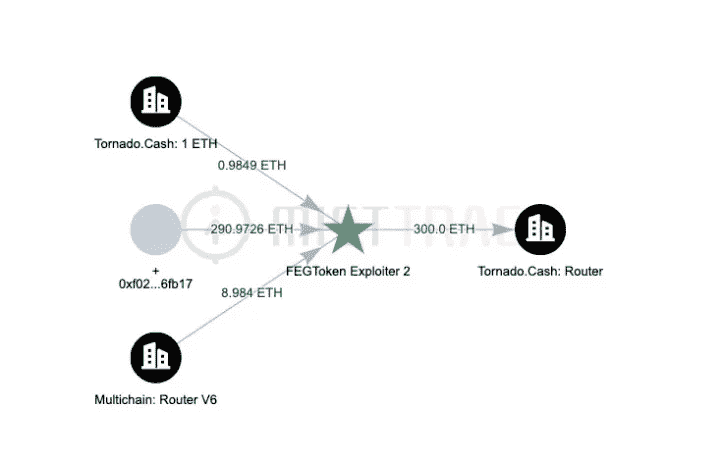 Tornado.Cash: 1 ETH
0.9849 ETH
290.9726 ETH
300.0 ETH
+
0xf02...6fb17
FEGToken Exploiter 2
Tornado.Cash: Router
8.984 ETH
Multichain: Router V6